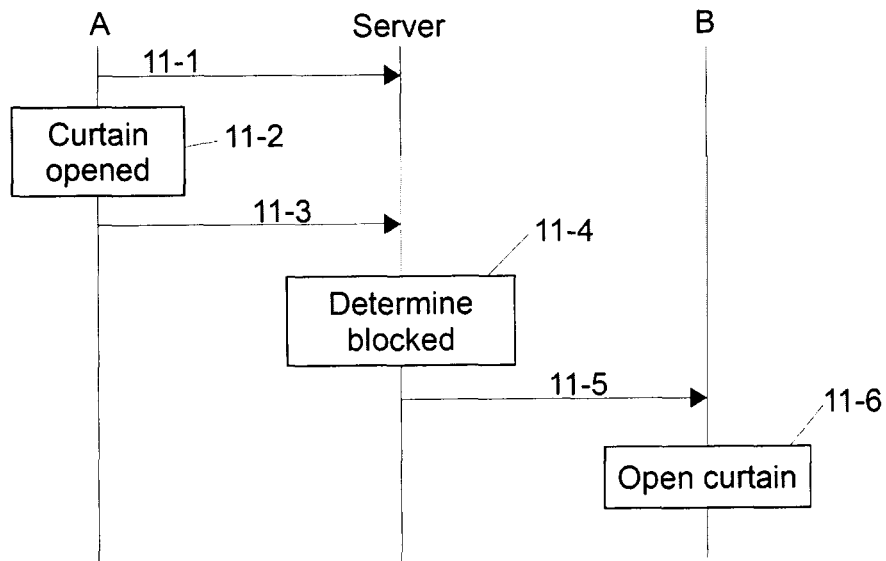 A
Server
B
11-1
Curtain
opened
11-2
11-3
11-4
Determine
blocked
11-5
11-6
Open curtain